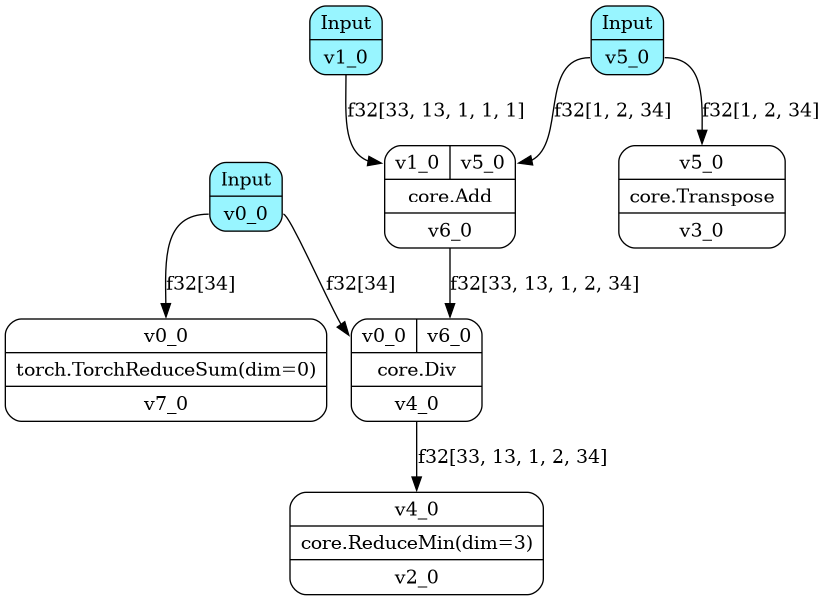 Input
v1_0
Input
v5_0
f32[33, 13, 1, 1, 1]
f32[1, 2, 34]
f32[1, 2, 34]
v1_0 v5_0
core.Add
v6_0
v5_0
core.Transpose
v3_0
Input
v0_0
f32[34]
f32[34]
f32[33, 13, 1, 2, 34]
v0_0
torch.TorchReduceSum(dim=0)
v7_0
v0_0 v6_0
core.Div
v4_0
f32[33, 13, 1, 2, 34]
v4_0
core.ReduceMin(dim=3)
v2_0